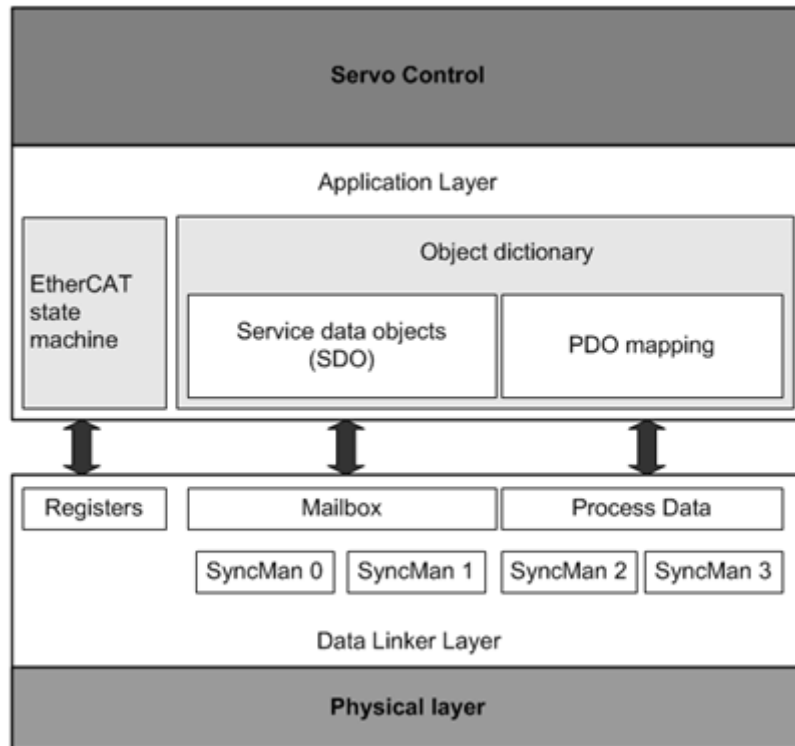 Servo Control
Application Layer
EtherCAT
state
machine
Object dictionary
Service data objects
(SDO)
PDO mapping
Registers
Mailbox
Process Data
SyncMan 0
SyncMan 1
SyncMan 2
SyncMan 3
Data Linker Layer
Physical layer